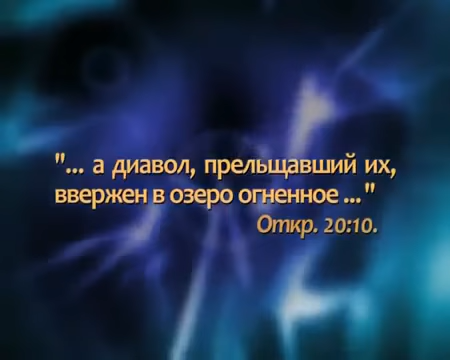 "... а диавол, прельщавший их,
ввержен в озеро огненное ..."
Откр. 20:10.